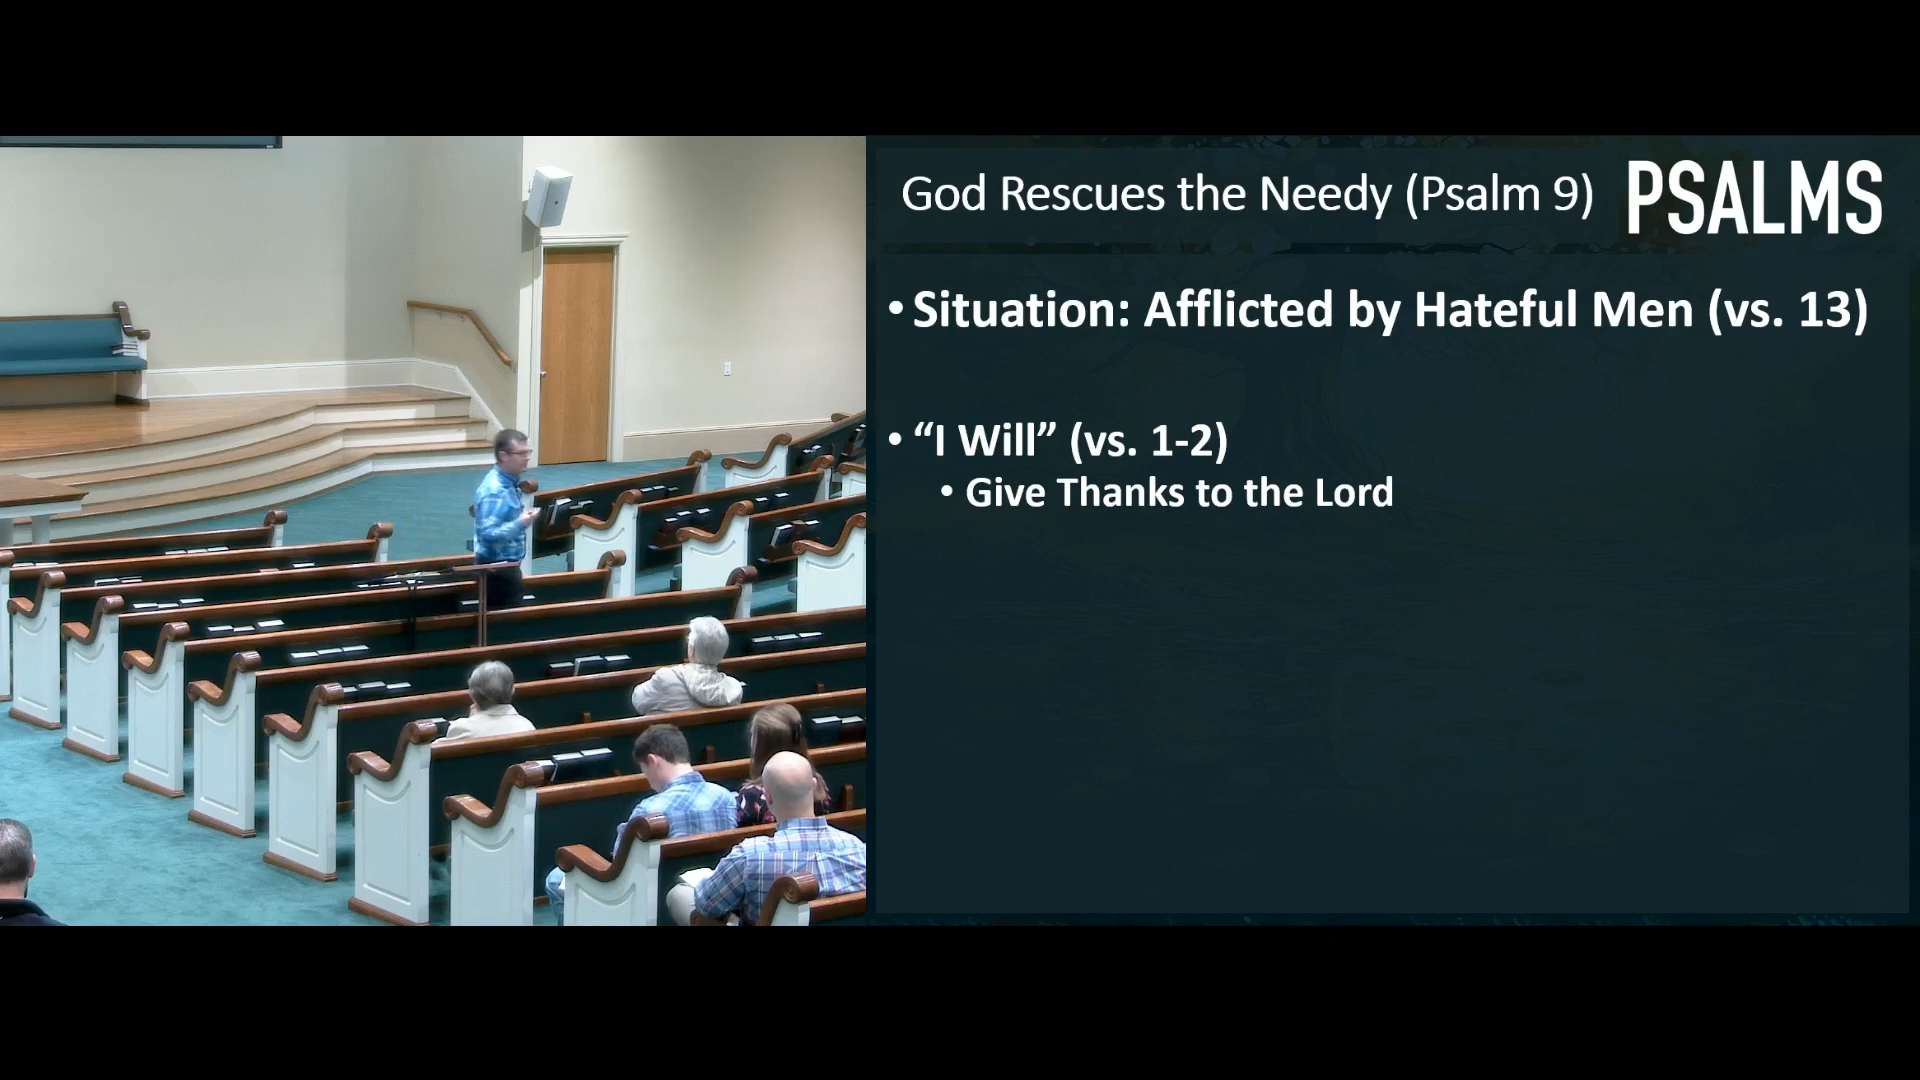 God Rescues the Needy (Psalm 9)
PSALMS
• Situation: Afflicted by Hateful Men (vs. 13)
• “I Will” (vs. 1-2)
• Give Thanks to the Lord